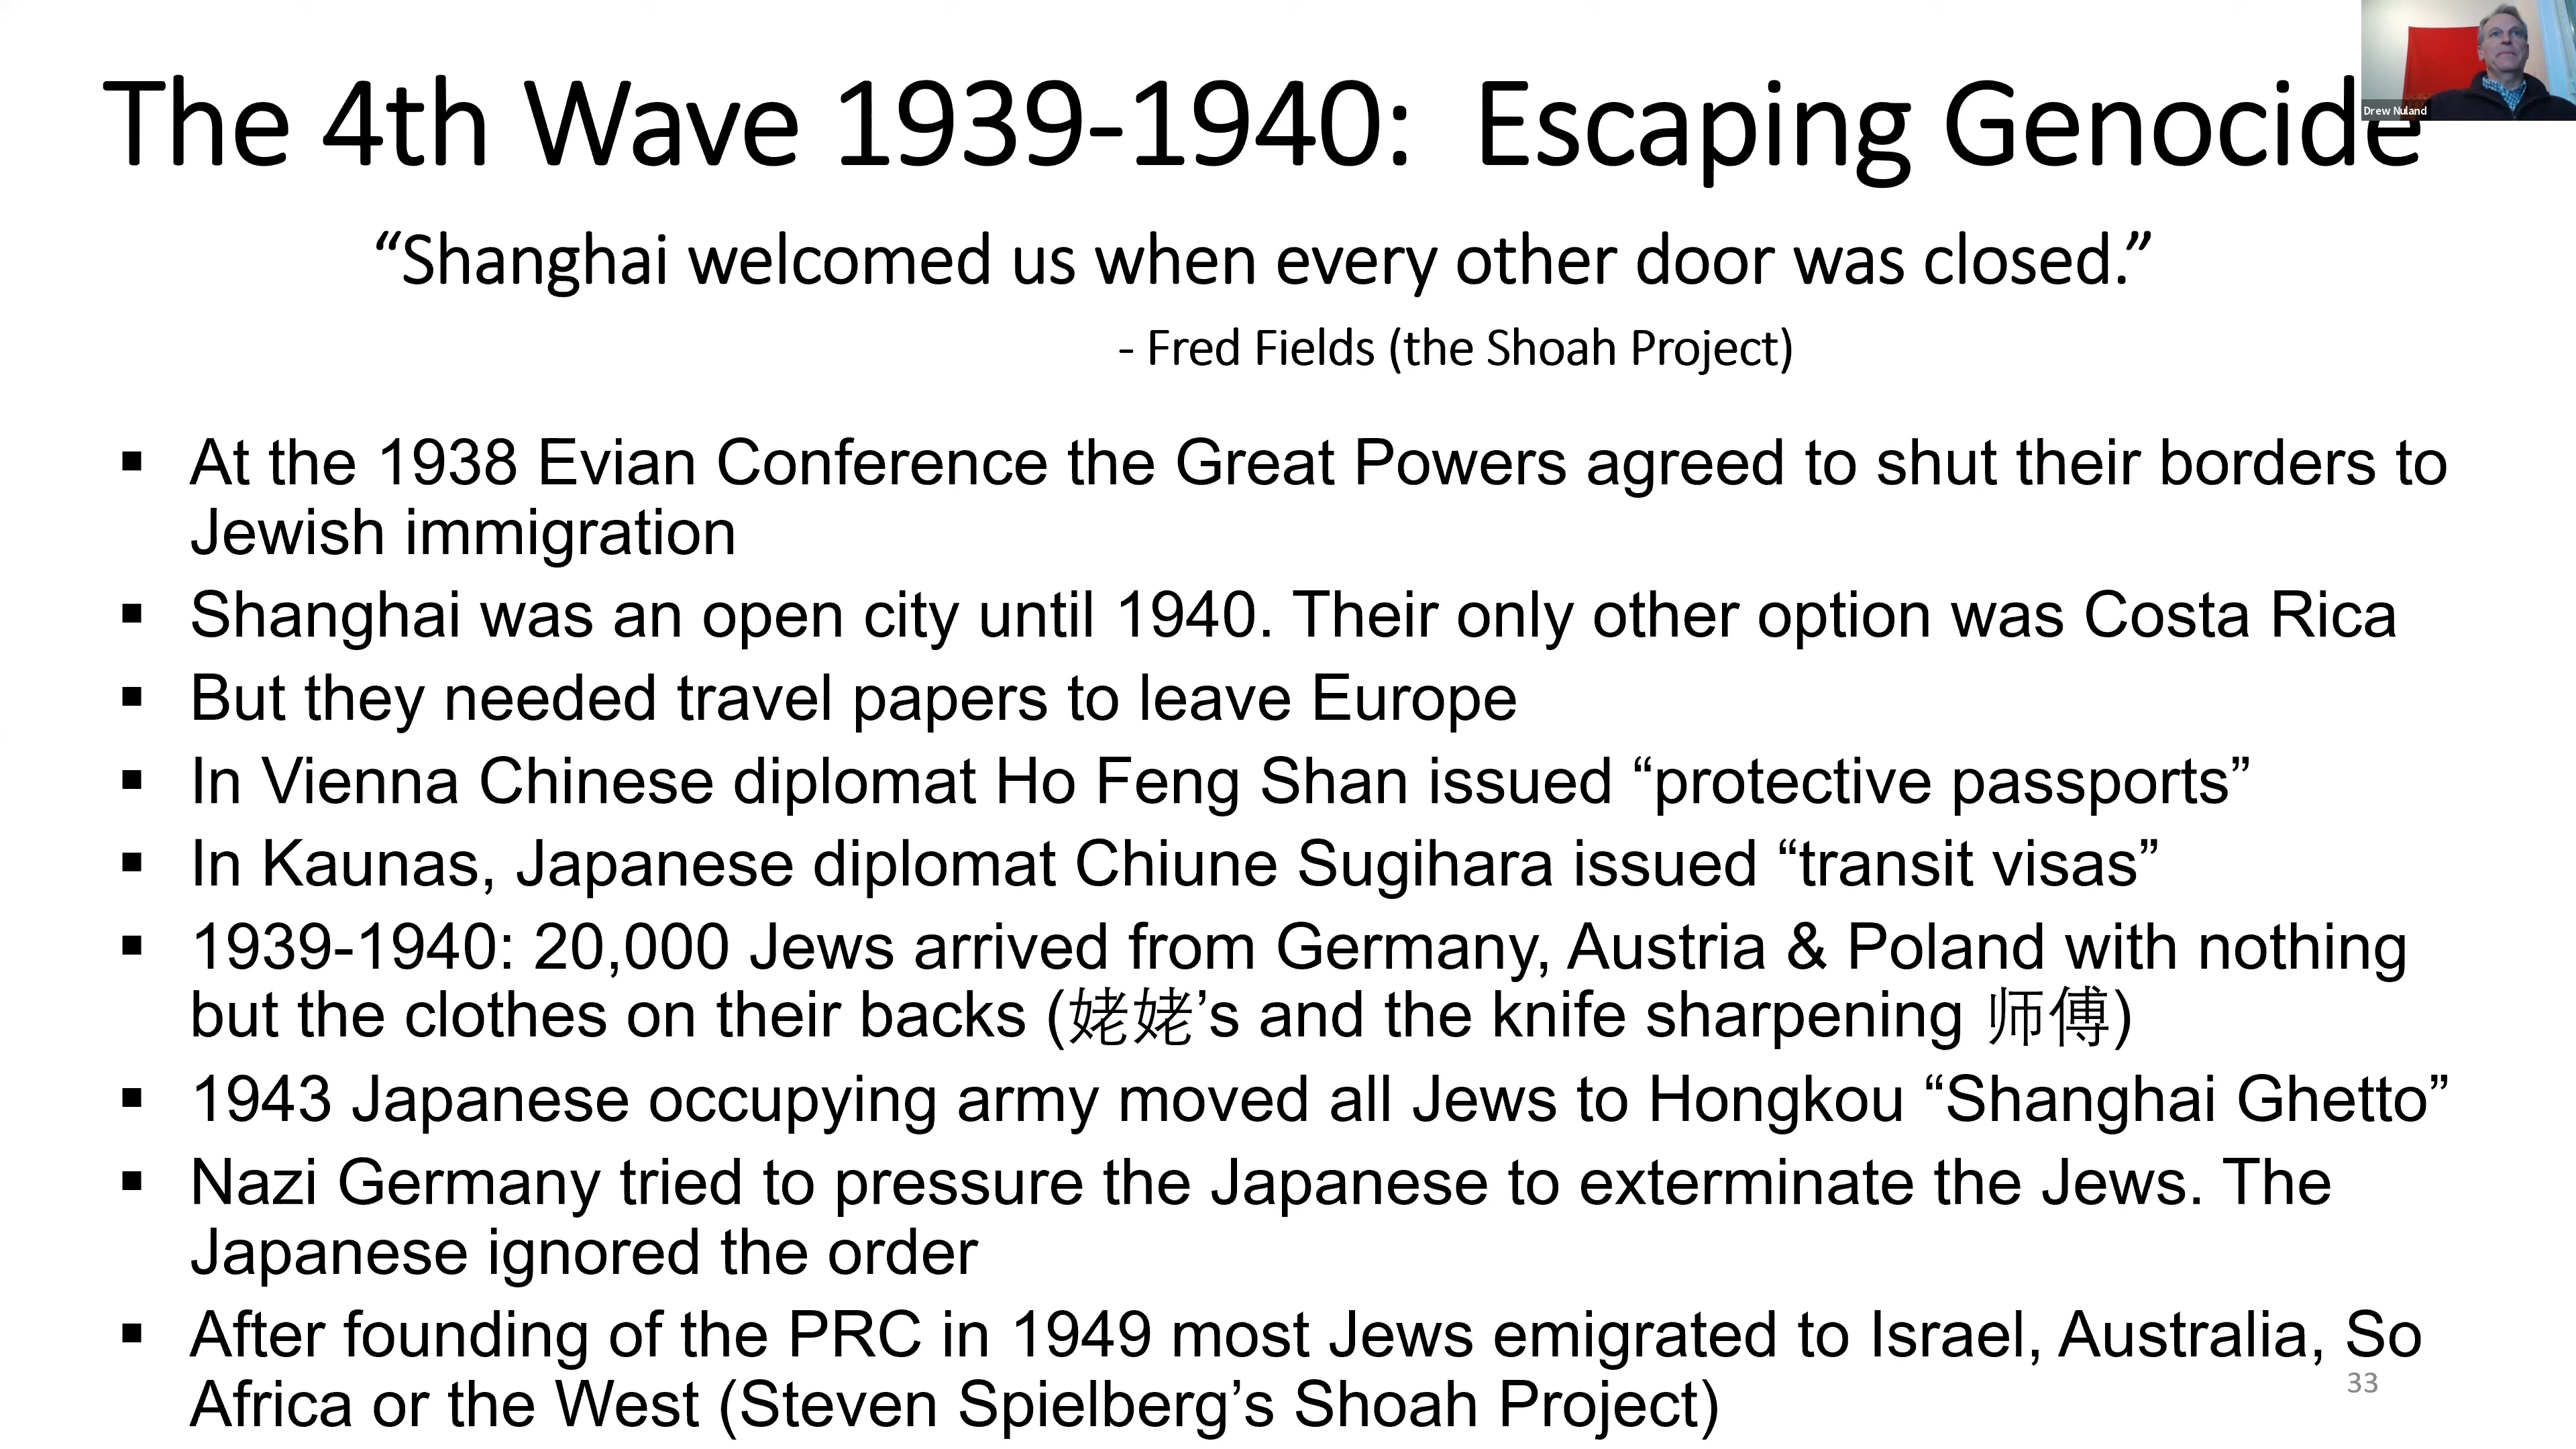 The 4th Wave 1939-1940:  Escaping Genocide
Drew Nuland
“Shanghai welcomed us when every other door was closed.”
- Fred Fields (the Shoah Project)
▪ At the 1938 Evian Conference the Great Powers agreed to shut their borders to
Jewish immigration
▪ Shanghai was an open city until 1940. Their only other option was Costa Rica
▪ But they needed travel papers to leave Europe
▪ In Vienna Chinese diplomat Ho Feng Shan issued “protective passports”
▪ In Kaunas, Japanese diplomat Chiune Sugihara issued “transit visas”
▪ 1939-1940: 20,000 Jews arrived from Germany, Austria & Poland with nothing
but the clothes on their backs (姥姥’s and the knife sharpening 师傅)
▪ 1943 Japanese occupying army moved all Jews to Hongkou “Shanghai Ghetto”
▪ Nazi Germany tried to pressure the Japanese to exterminate the Jews. The
Japanese ignored the order
▪ After founding of the PRC in 1949 most Jews emigrated to Israel, Australia, So
Africa or the West (Steven Spielberg’s Shoah Project)
33